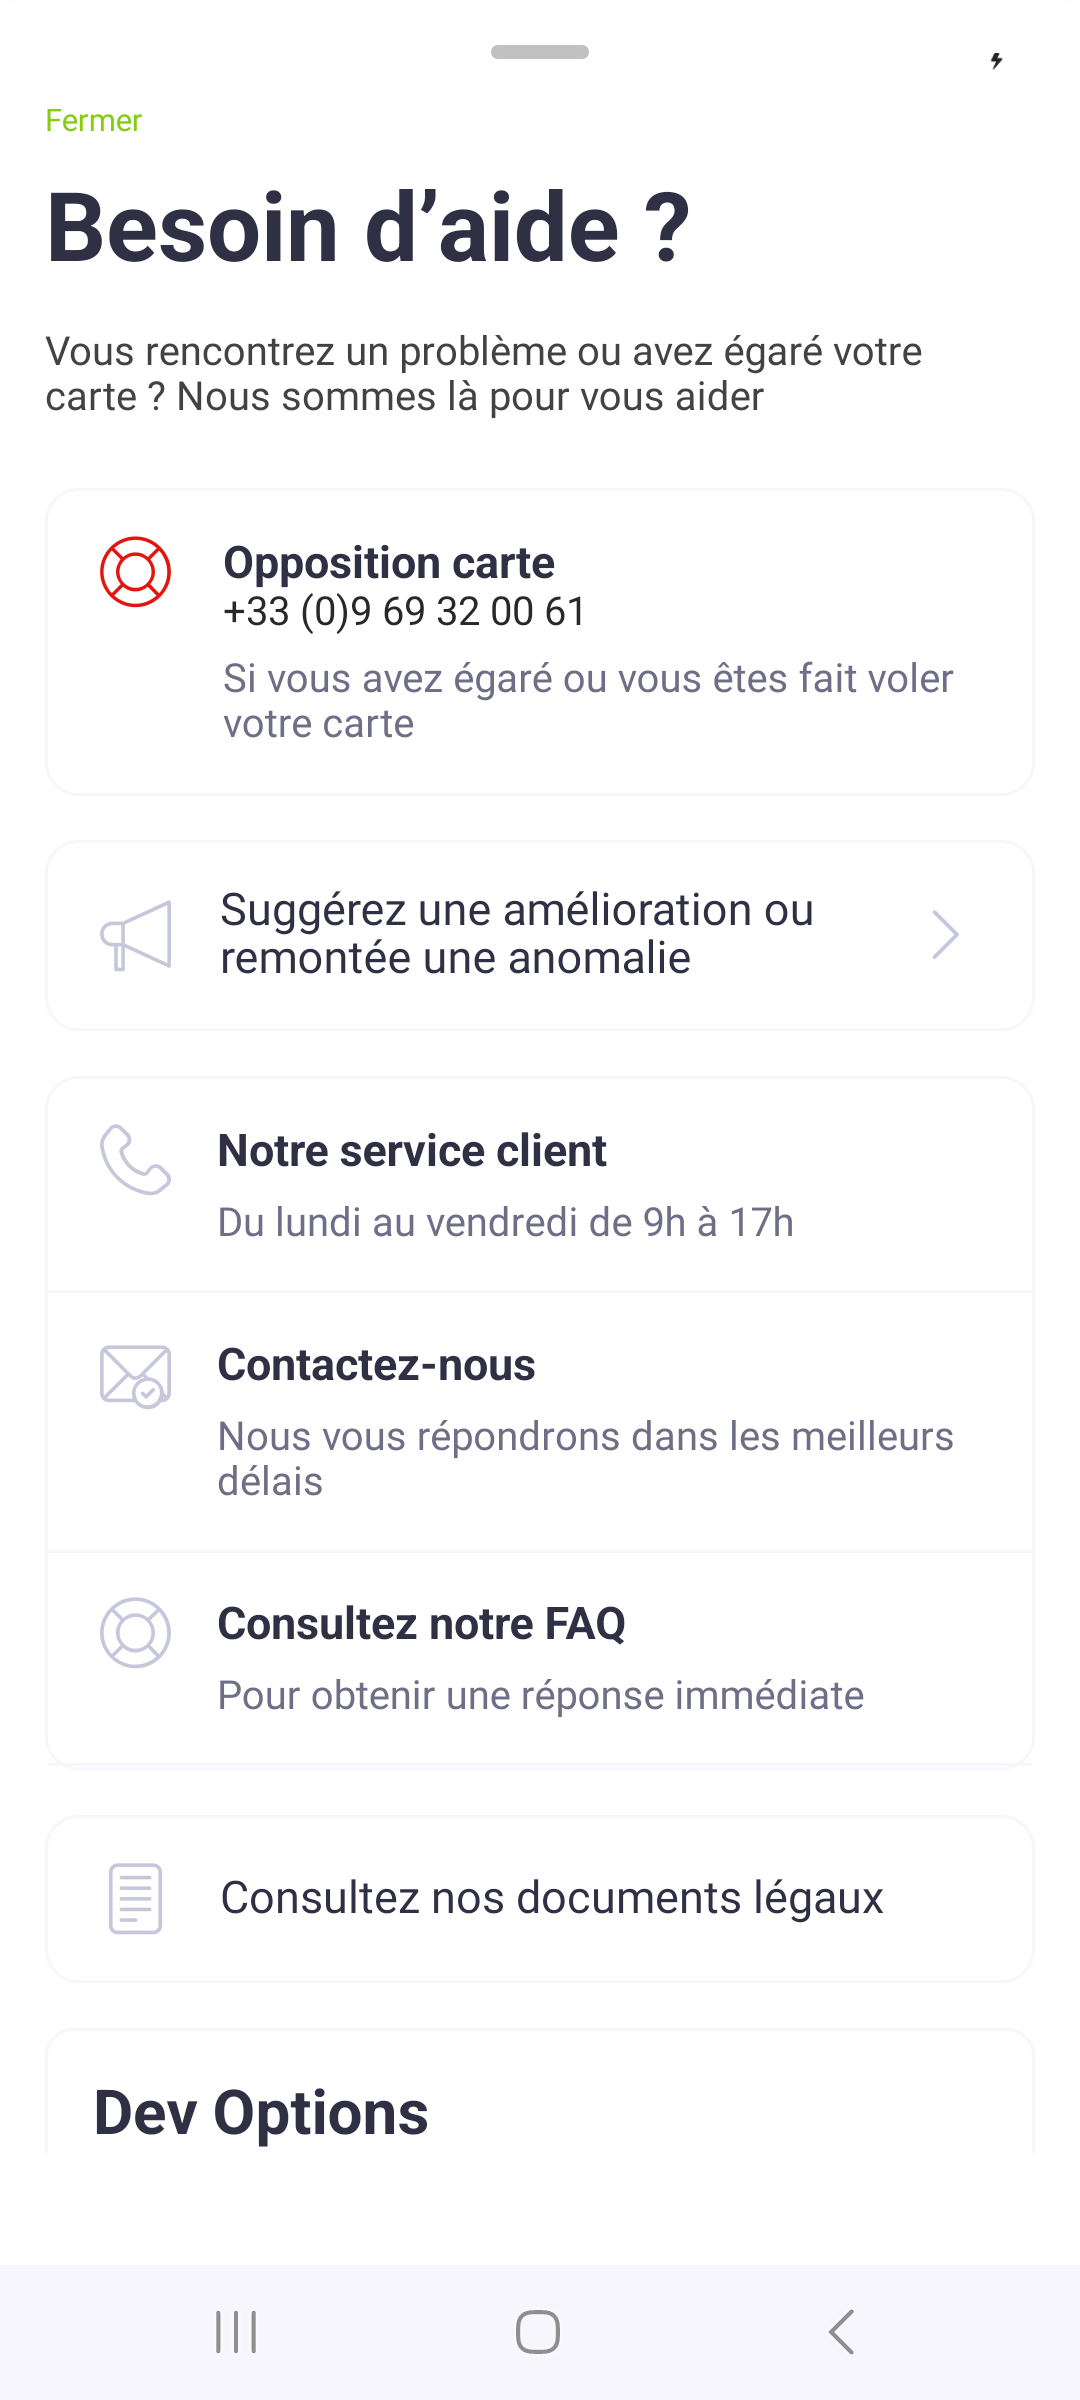 Fermer
Besoin d’aide ?
Vous rencontrez un problème ou avez égaré votre
carte ? Nous sommes là pour vous aider
Opposition carte
+33 (0)9 69 32 00 61
Si vous avez égaré ou vous êtes fait voler
votre carte
Suggérez une amélioration ou
remontée une anomalie
Notre service client
Du lundi au vendredi de 9h à 17h
Contactez-nous
Nous vous répondrons dans les meilleurs
délais
Consultez notre FAQ
Pour obtenir une réponse immédiate
Consultez nos documents légaux
Dev Options